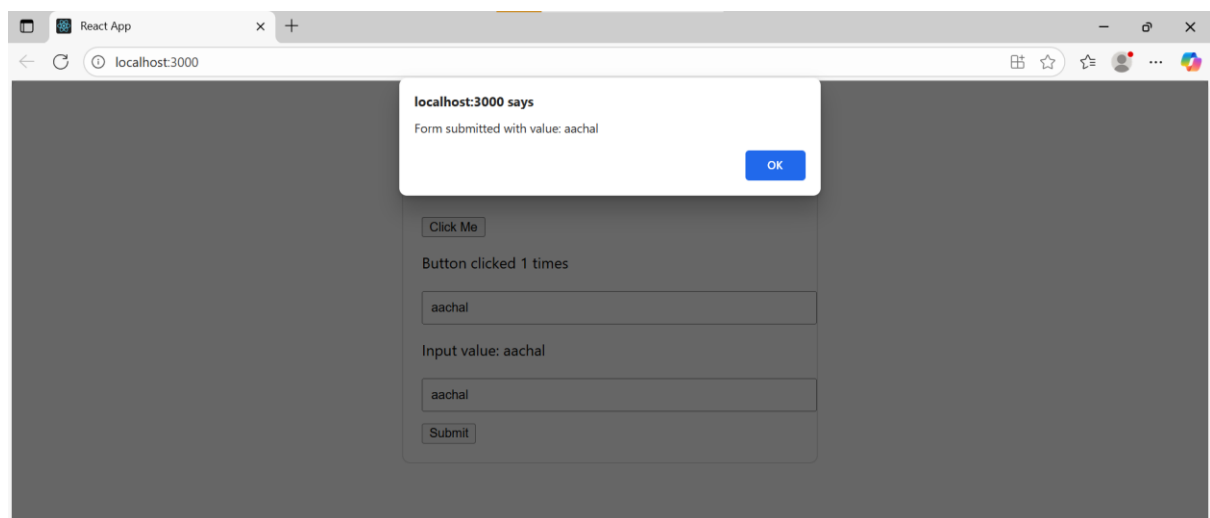 React App
localhost:3000
localhost:3000 says
Form submitted with value: aachal
OK
Click Me
Button clicked 1 times
aachal
Input value: aachal
aachal
Submit